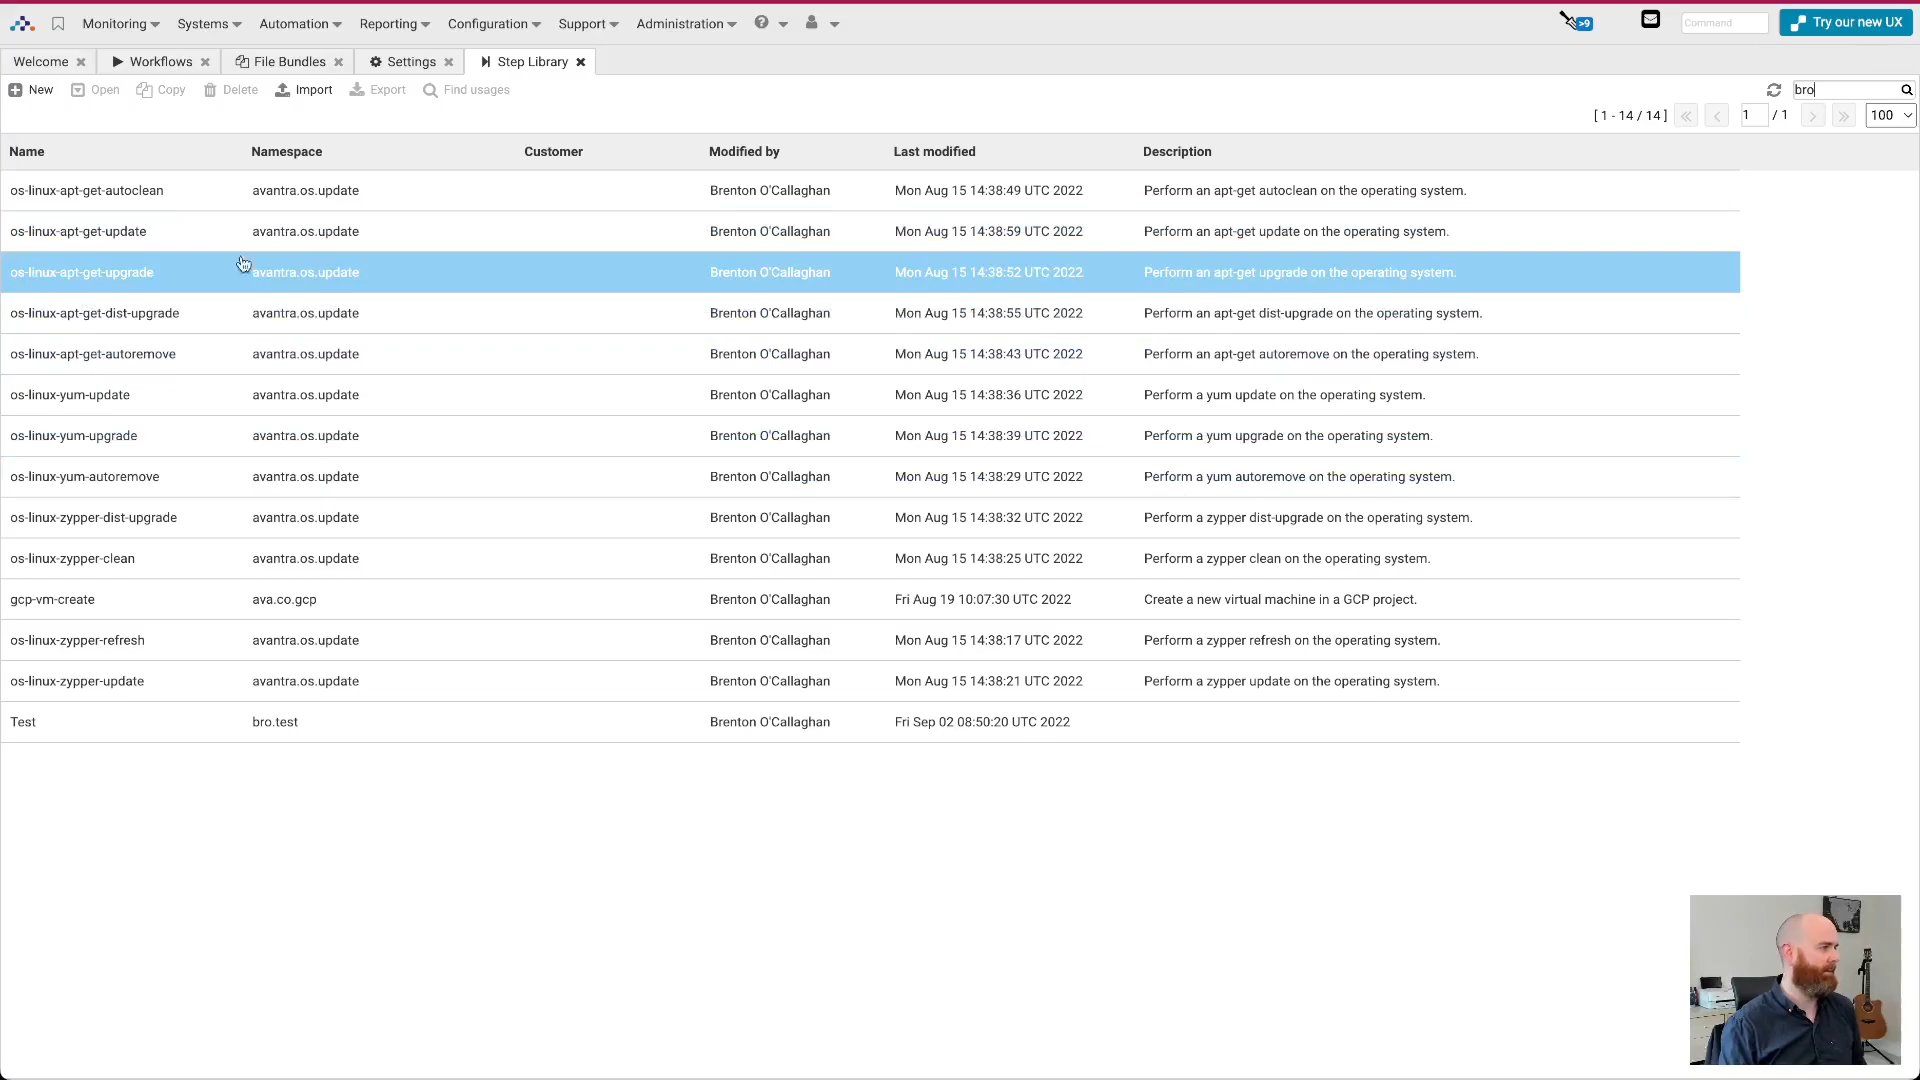 Monitoring Systems Automation Reporting Configuration Support Administration >9 Command Try our new UX
Welcome Workflows File Bundles Settings Step Library
New Open Copy Delete Import Export Find usages bro
[ 1 - 14 / 14 ] 1 / 1 100
Name Namespace Customer Modified by Last modified Description
os-linux-apt-get-autoclean avantra.os.update Brenton O'Callaghan Mon Aug 15 14:38:49 UTC 2022 Perform an apt-get autoclean on the operating system.
os-linux-apt-get-update avantra.os.update Brenton O'Callaghan Mon Aug 15 14:38:59 UTC 2022 Perform an apt-get update on the operating system.
os-linux-apt-get-upgrade avantra.os.update Brenton O'Callaghan Mon Aug 15 14:38:52 UTC 2022 Perform an apt-get upgrade on the operating system.
os-linux-apt-get-dist-upgrade avantra.os.update Brenton O'Callaghan Mon Aug 15 14:38:55 UTC 2022 Perform an apt-get dist-upgrade on the operating system.
os-linux-apt-get-autoremove avantra.os.update Brenton O'Callaghan Mon Aug 15 14:38:43 UTC 2022 Perform an apt-get autoremove on the operating system.
os-linux-yum-update avantra.os.update Brenton O'Callaghan Mon Aug 15 14:38:36 UTC 2022 Perform a yum update on the operating system.
os-linux-yum-upgrade avantra.os.update Brenton O'Callaghan Mon Aug 15 14:38:39 UTC 2022 Perform a yum upgrade on the operating system.
os-linux-yum-autoremove avantra.os.update Brenton O'Callaghan Mon Aug 15 14:38:29 UTC 2022 Perform a yum autoremove on the operating system.
os-linux-zypper-dist-upgrade avantra.os.update Brenton O'Callaghan Mon Aug 15 14:38:32 UTC 2022 Perform a zypper dist-upgrade on the operating system.
os-linux-zypper-clean avantra.os.update Brenton O'Callaghan Mon Aug 15 14:38:25 UTC 2022 Perform a zypper clean on the operating system.
gcp-vm-create ava.co.gcp Brenton O'Callaghan Fri Aug 19 10:07:30 UTC 2022 Create a new virtual machine in a GCP project.
os-linux-zypper-refresh avantra.os.update Brenton O'Callaghan Mon Aug 15 14:38:17 UTC 2022 Perform a zypper refresh on the operating system.
os-linux-zypper-update avantra.os.update Brenton O'Callaghan Mon Aug 15 14:38:21 UTC 2022 Perform a zypper update on the operating system.
Test bro.test Brenton O'Callaghan Fri Sep 02 08:50:20 UTC 2022